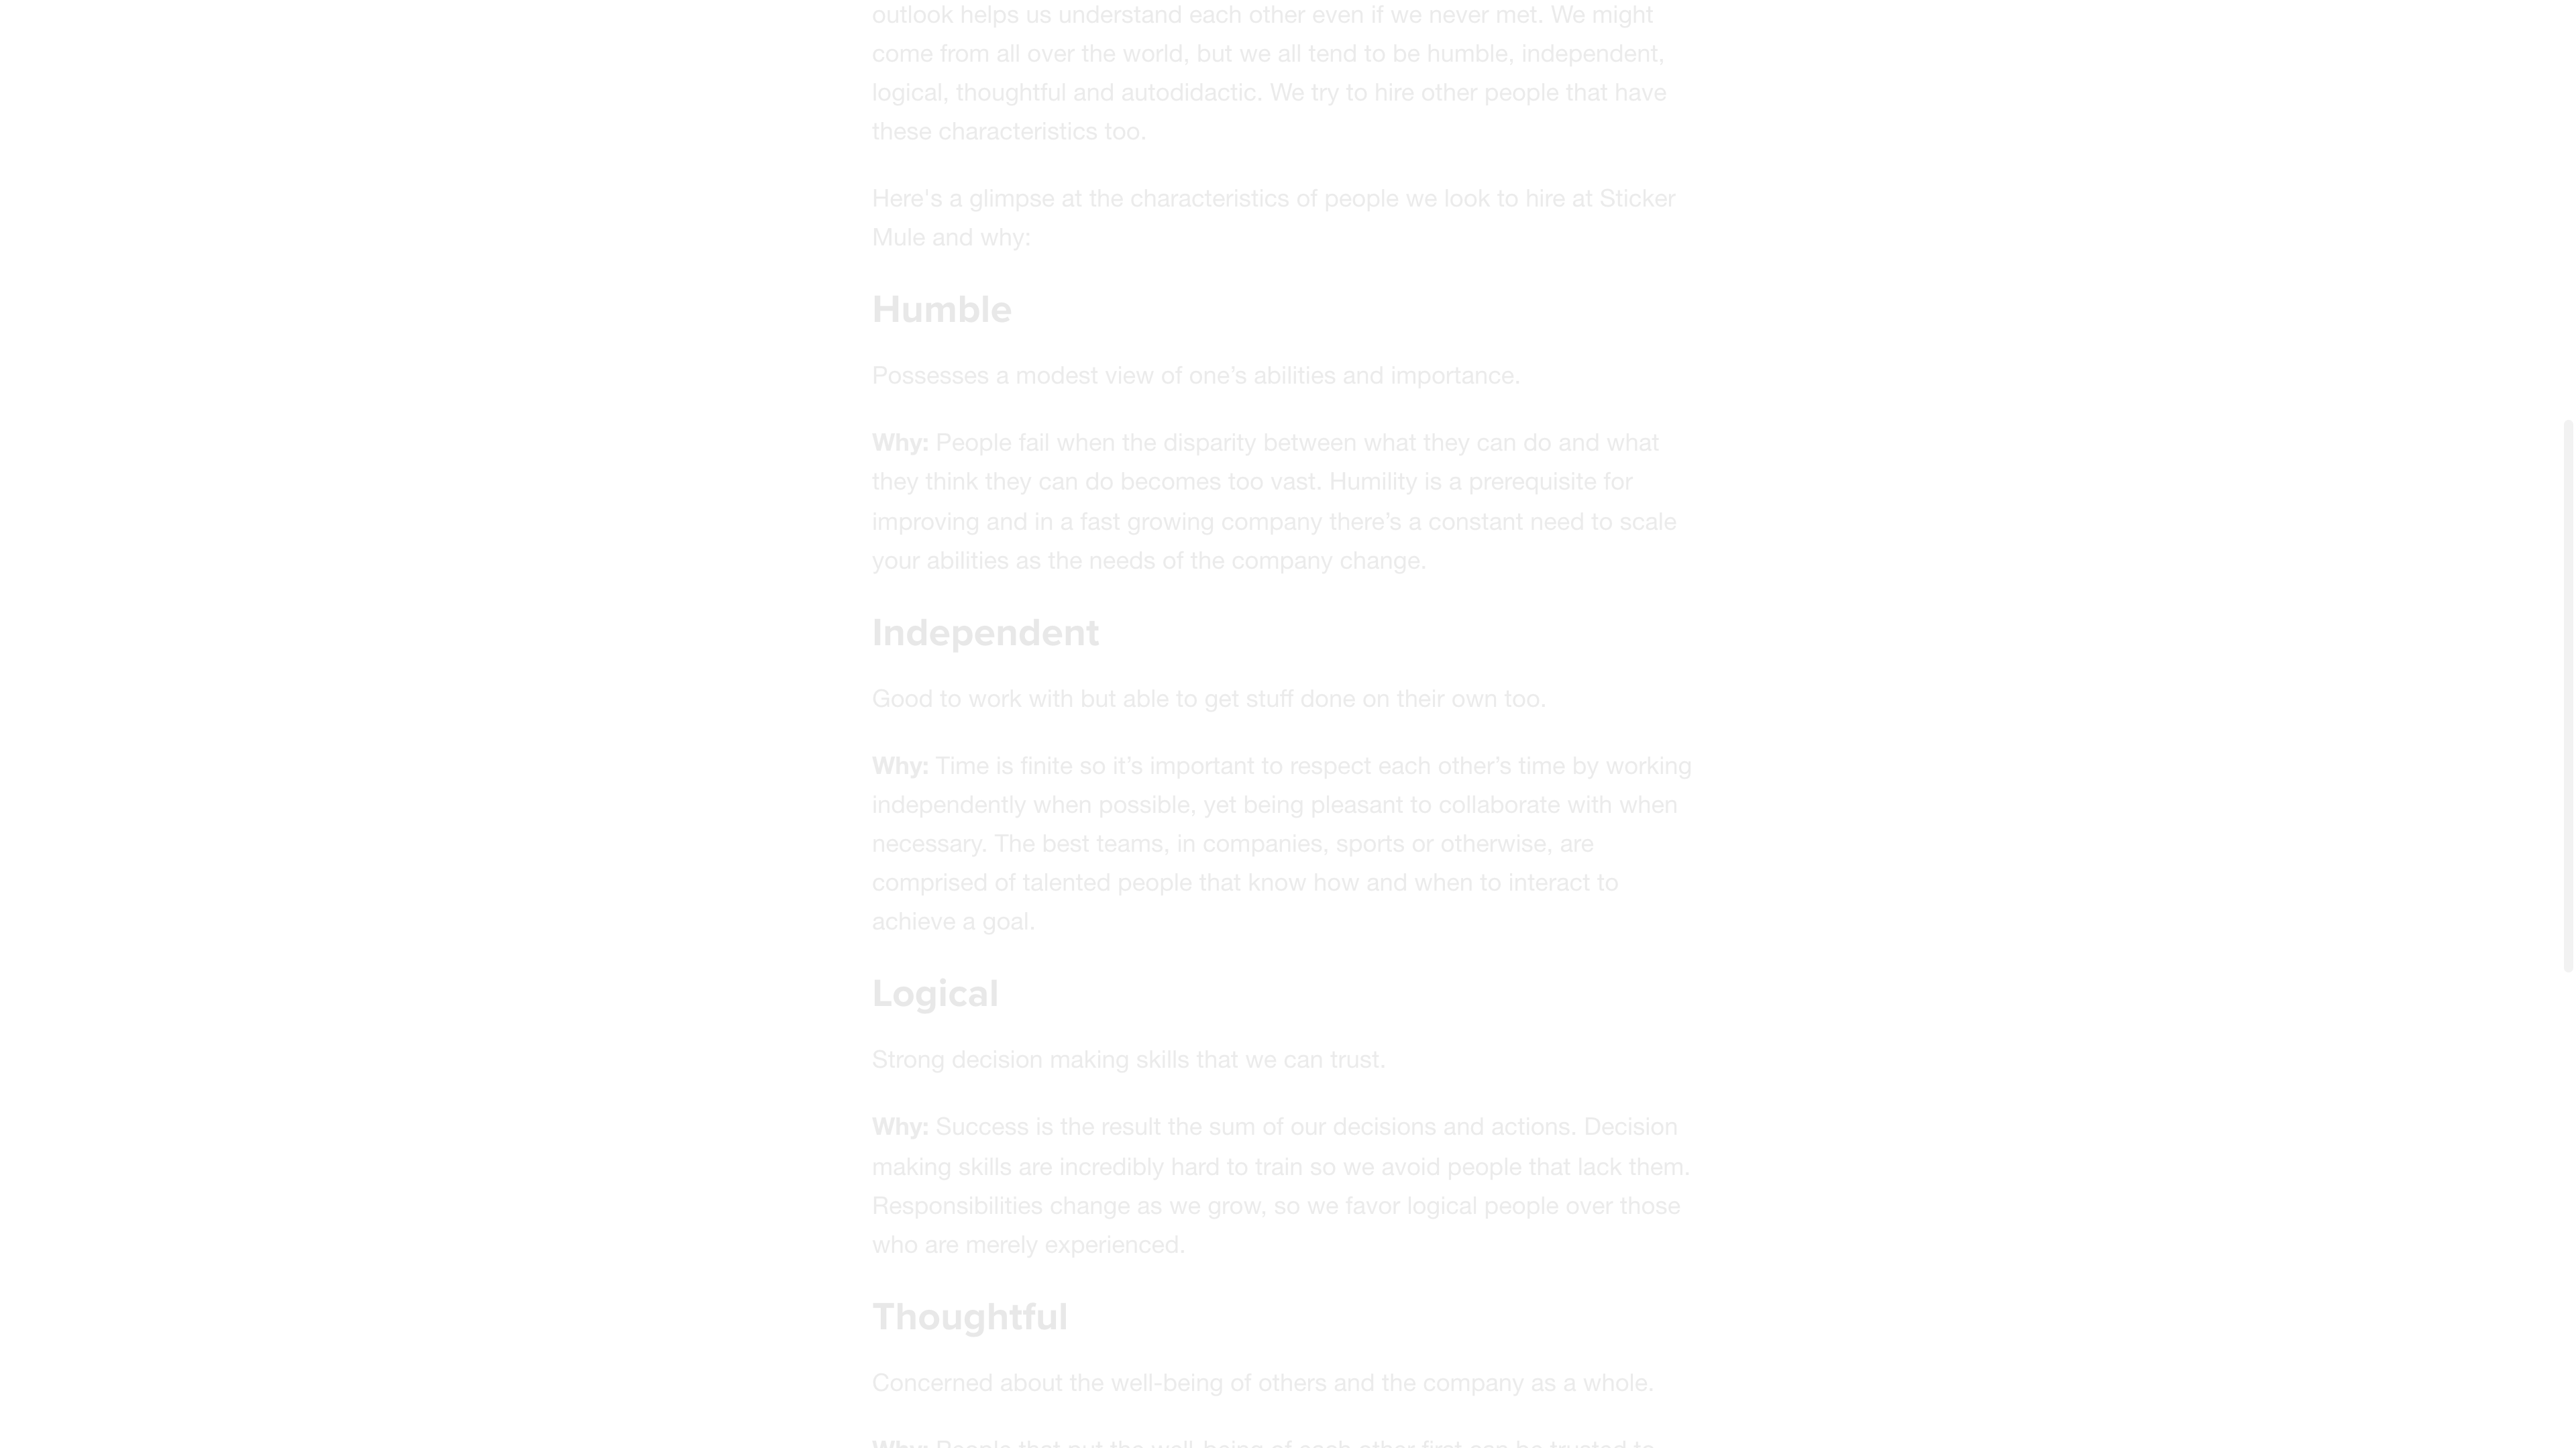 outlook helps us understand each other even if we never met. We might
come from all over the world, but we all tend to be humble, independent,
logical, thoughtful and autodidactic. We try to hire other people that have
these characteristics too.
Here's a glimpse at the characteristics of people we look to hire at Sticker
Mule and why:
Humble
Possesses a modest view of one’s abilities and importance.
Why: People fail when the disparity between what they can do and what
they think they can do becomes too vast. Humility is a prerequisite for
improving and in a fast growing company there’s a constant need to scale
your abilities as the needs of the company change.
Independent
Good to work with but able to get stuff done on their own too.
Why: Time is finite so it’s important to respect each other’s time by working
independently when possible, yet being pleasant to collaborate with when
necessary. The best teams, in companies, sports or otherwise, are
comprised of talented people that know how and when to interact to
achieve a goal.
Logical
Strong decision making skills that we can trust.
Why: Success is the result the sum of our decisions and actions. Decision
making skills are incredibly hard to train so we avoid people that lack them.
Responsibilities change as we grow, so we favor logical people over those
who are merely experienced.
Thoughtful
Concerned about the well-being of others and the company as a whole.
Why: People that put the well-being of each other first can be trusted to